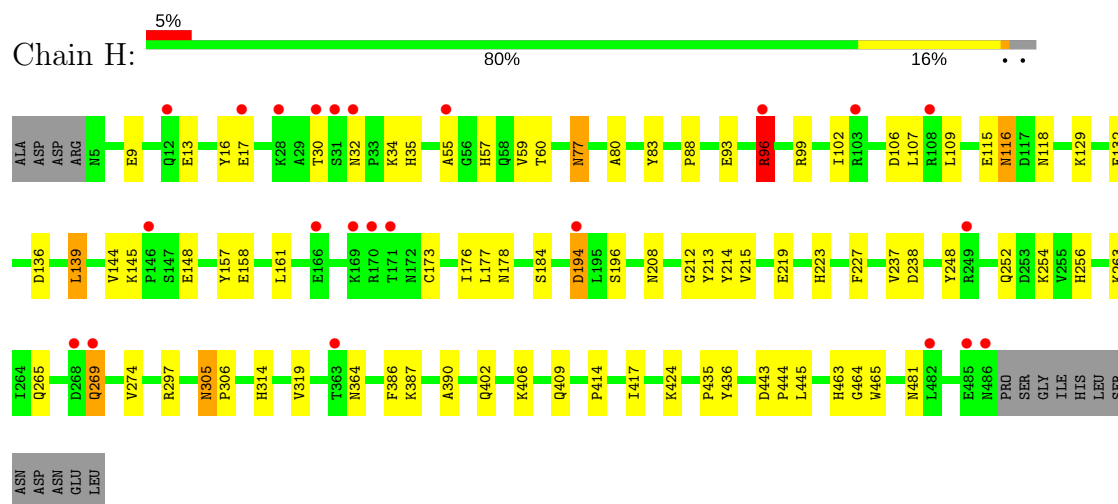 5%
Chain H:
80% 16% • •
ALA ASP ASP ARG N5 E9 Q12 E13 Y16 E17 K28 A29 T30 S31 N32 P33 K34 H35 A55 G56 H57 Q58 V59 T60 N77 A80 Y83 P88 E93 R96 R99 I102 R103 D106 L107 R108 L109 E115 N116 D117 N118 K129
D136 L139 V144 K145 P146 S147 E148 Y157 E158 L161 E166 K169 R170 T171 N172 C173 I176 L177 N178 S184 D194 L195 S196 N208 G212 Y213 Y214 V215 E219 H223 F227 V237 D238 Y248 R249 Q252 D253 K254 V255 H256
I264 Q265 D268 Q269 V274 R297 N305 P306 H314 V319 T363 N364 F386 K387 A390 Q402 K406 Q409 P414 I417 K424 P435 Y436 D443 P444 L445 H463 G464 W465 N481 L482 E485 N486 PRO SER GLY ILE HIS LEU SER
ASN ASP ASN GLU LEU